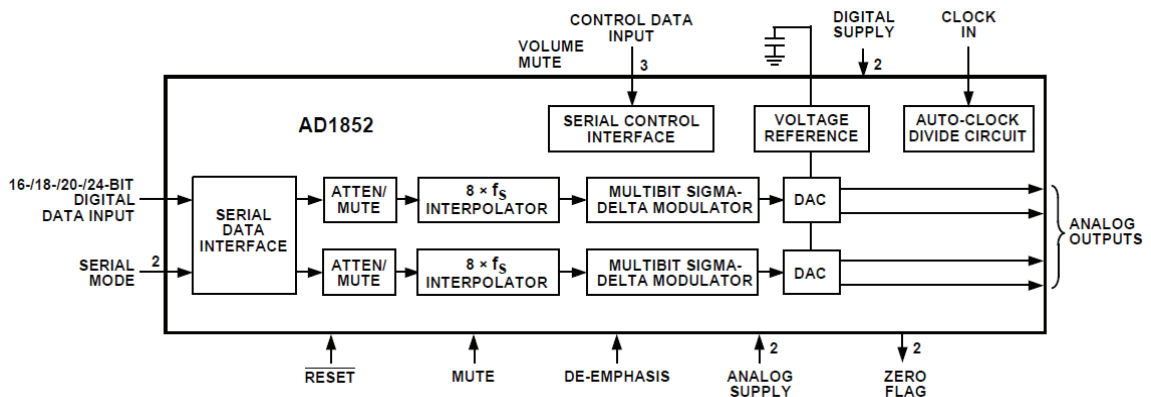 CONTROL DATA
INPUT
VOLUME
MUTE
3
DIGITAL
SUPPLY
2
CLOCK
IN
AD1852
SERIAL CONTROL
INTERFACE
VOLTAGE
REFERENCE
AUTO-CLOCK
DIVIDE CIRCUIT
16-/18-/20-/24-BIT
DIGITAL
DATA INPUT
SERIAL
MODE
2
SERIAL
DATA
INTERFACE
ATTEN/
MUTE
8 × fS
INTERPOLATOR
MULTIBIT SIGMA-
DELTA MODULATOR
DAC
ATTEN/
MUTE
8 × fS
INTERPOLATOR
MULTIBIT SIGMA-
DELTA MODULATOR
DAC
ANALOG
OUTPUTS
RESET
MUTE
DE-EMPHASIS
2
ANALOG
SUPPLY
2
ZERO
FLAG